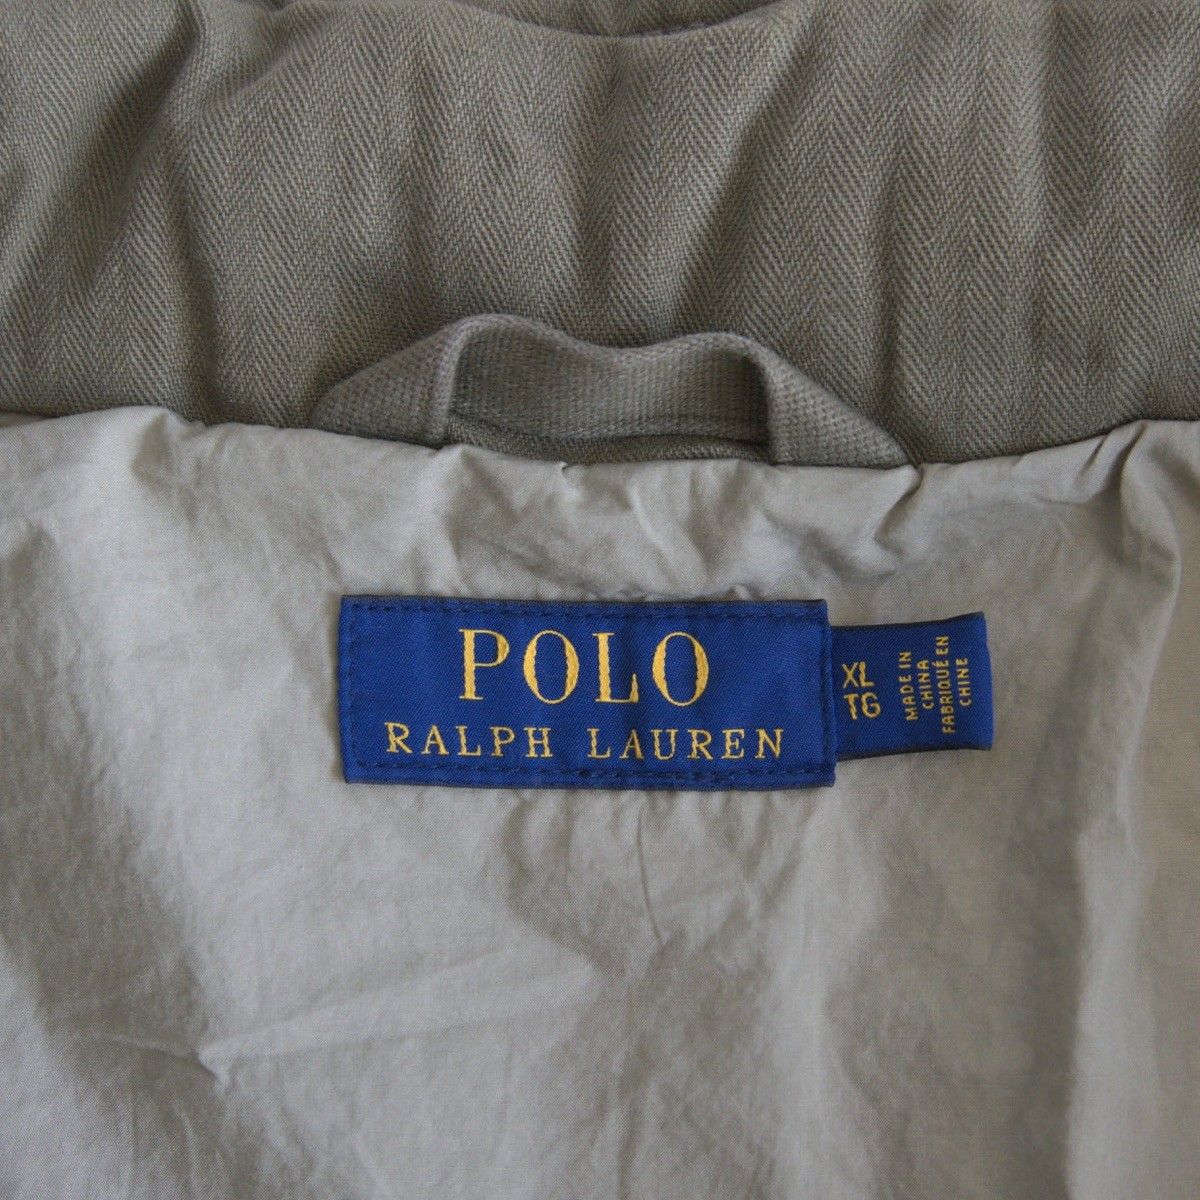 POLO
RALPH LAUREN
XL
TG
MADE IN
CHINA
FABRIQUÉ EN
CHINE